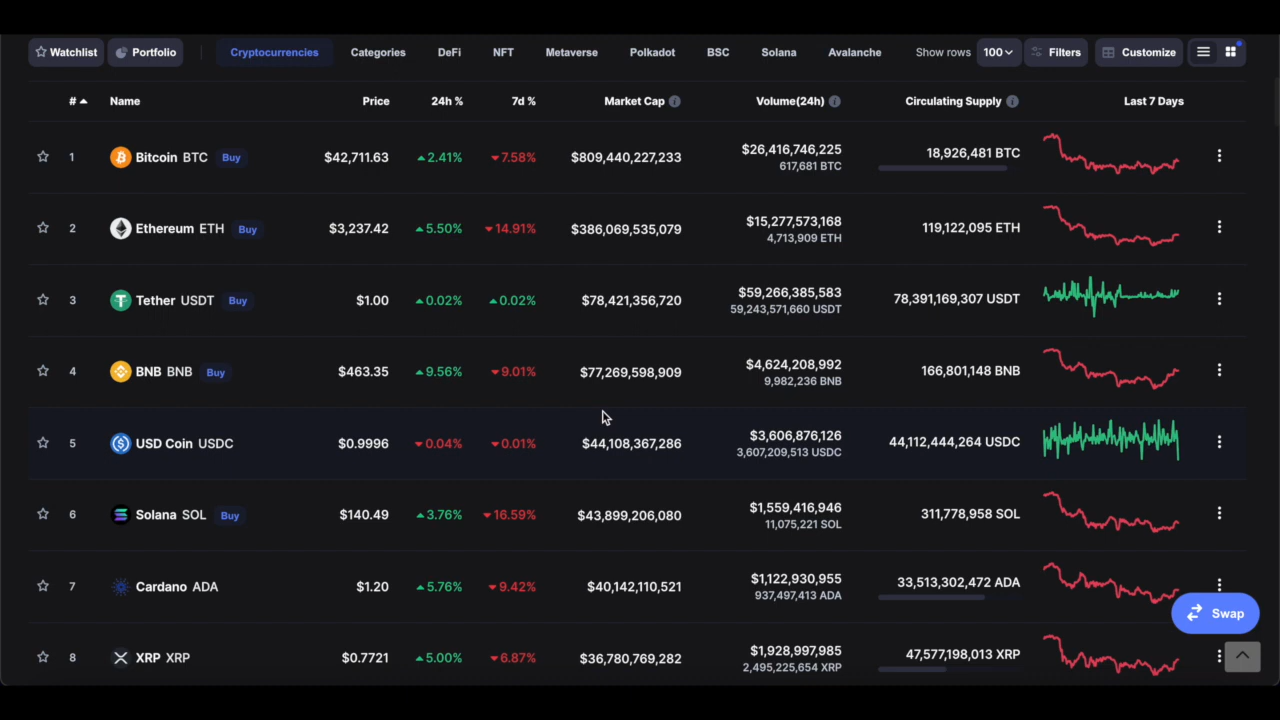 Watchlist Portfolio Cryptocurrencies Categories DeFi NFT Metaverse Polkadot BSC Solana Avalanche Show rows 100 Filters Customize
# Name Price 24h % 7d % Market Cap Volume(24h) Circulating Supply Last 7 Days
1 Bitcoin BTC Buy $42,711.63 2.41% 7.58% $809,440,227,233 $26,416,746,225 18,926,481 BTC
617,681 BTC
2 Ethereum ETH Buy $3,237.42 5.50% 14.91% $386,069,535,079 $15,277,573,168 119,122,095 ETH
4,713,909 ETH
3 Tether USDT Buy $1.00 0.02% 0.02% $78,421,356,720 $59,266,385,583 78,391,169,307 USDT
59,243,571,660 USDT
4 BNB BNB Buy $463.35 9.56% 9.01% $77,269,598,909 $4,624,208,992 166,801,148 BNB
9,982,236 BNB
5 USD Coin USDC $0.9996 0.04% 0.01% $44,108,367,286 $3,606,876,126 44,112,444,264 USDC
3,607,209,513 USDC
6 Solana SOL Buy $140.49 3.76% 16.59% $43,899,206,080 $1,559,416,946 311,778,958 SOL
11,075,221 SOL
7 Cardano ADA $1.20 5.76% 9.42% $40,142,110,521 $1,122,930,955 33,513,302,472 ADA
937,497,413 ADA
Swap
8 XRP XRP $0.7721 5.00% 6.87% $36,780,769,282 $1,928,997,985 47,577,198,013 XRP
2,495,225,654 XRP